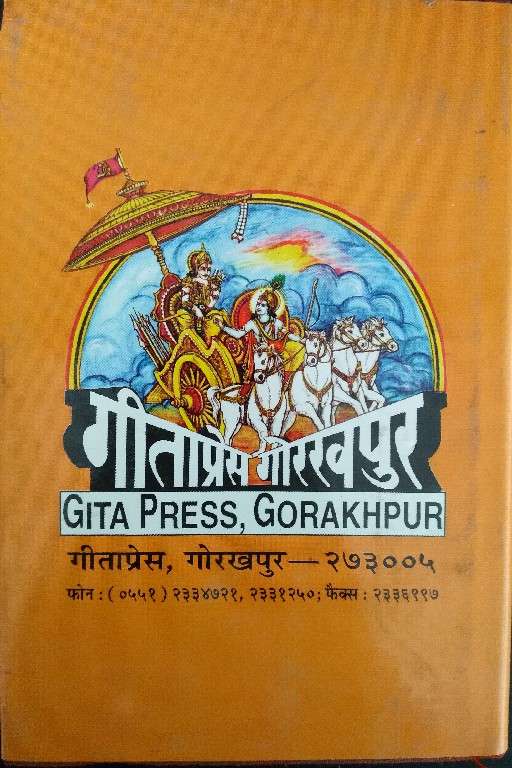 गीताप्रेस गोरखपुर
GITA PRESS, GORAKHPUR
गीताप्रेस, गोरखपुर — २७३००५
फोन : ( ०५५१ ) २३३४७२१, २३३१२५०; फैक्स : २३३६९९७